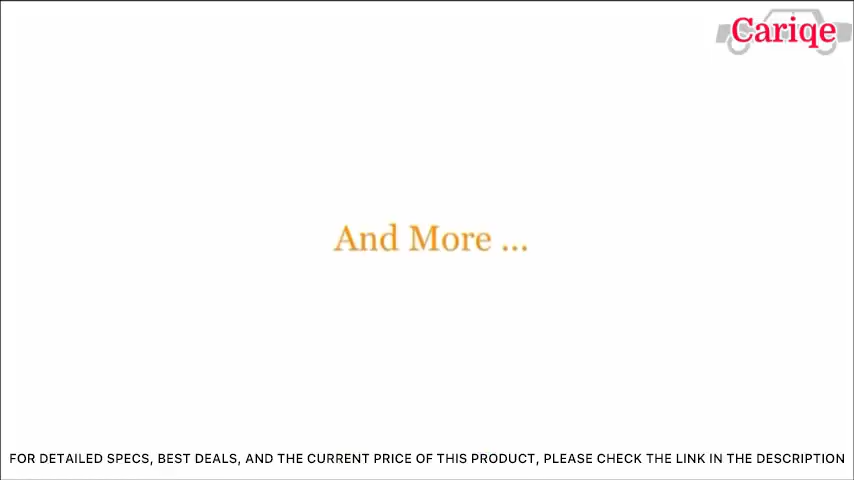 Cariqe
And More ...
FOR DETAILED SPECS, BEST DEALS, AND THE CURRENT PRICE OF THIS PRODUCT, PLEASE CHECK THE LINK IN THE DESCRIPTION